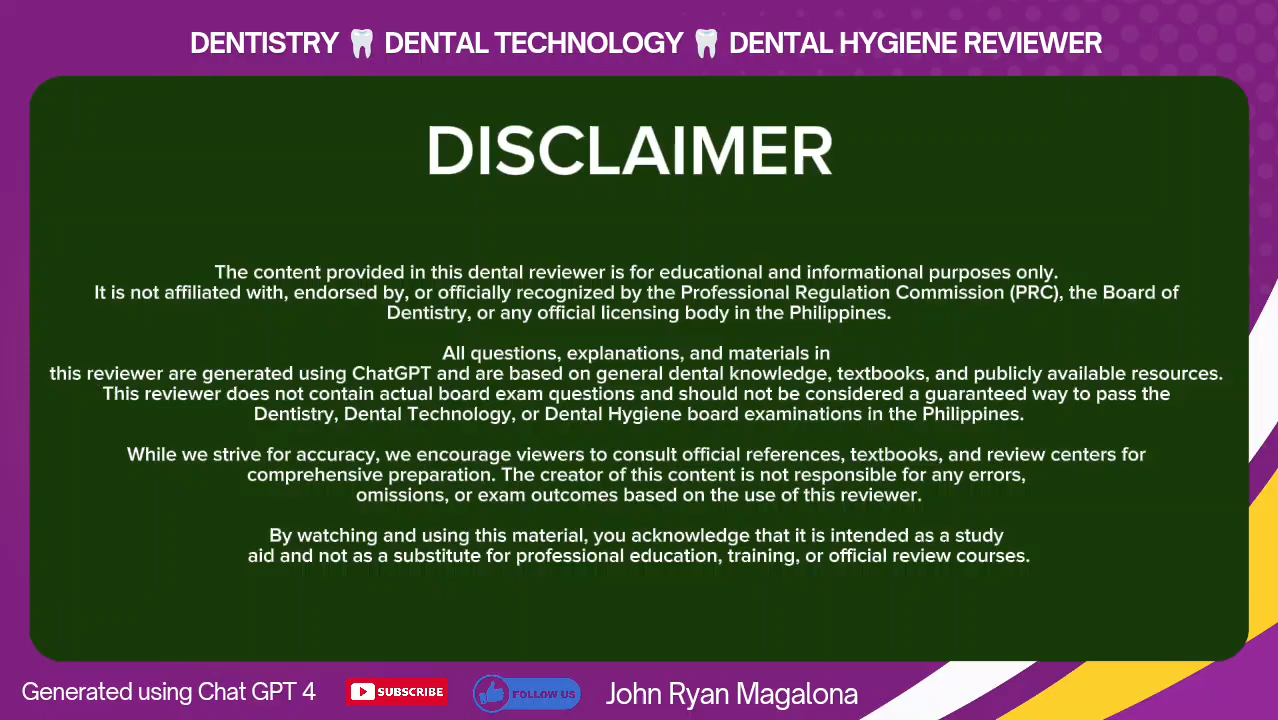 DENTISTRY 🦷 DENTAL TECHNOLOGY 🦷 DENTAL HYGIENE REVIEWER
DISCLAIMER
The content provided in this dental reviewer is for educational and informational purposes only.
It is not affiliated with, endorsed by, or officially recognized by the Professional Regulation Commission (PRC), the Board of
Dentistry, or any official licensing body in the Philippines.
All questions, explanations, and materials in
this reviewer are generated using ChatGPT and are based on general dental knowledge, textbooks, and publicly available resources.
This reviewer does not contain actual board exam questions and should not be considered a guaranteed way to pass the
Dentistry, Dental Technology, or Dental Hygiene board examinations in the Philippines.
While we strive for accuracy, we encourage viewers to consult official references, textbooks, and review centers for
comprehensive preparation. The creator of this content is not responsible for any errors,
omissions, or exam outcomes based on the use of this reviewer.
By watching and using this material, you acknowledge that it is intended as a study
aid and not as a substitute for professional education, training, or official review courses.
Generated using Chat GPT 4
SUBSCRIBE
FOLLOW US
John Ryan Magalona